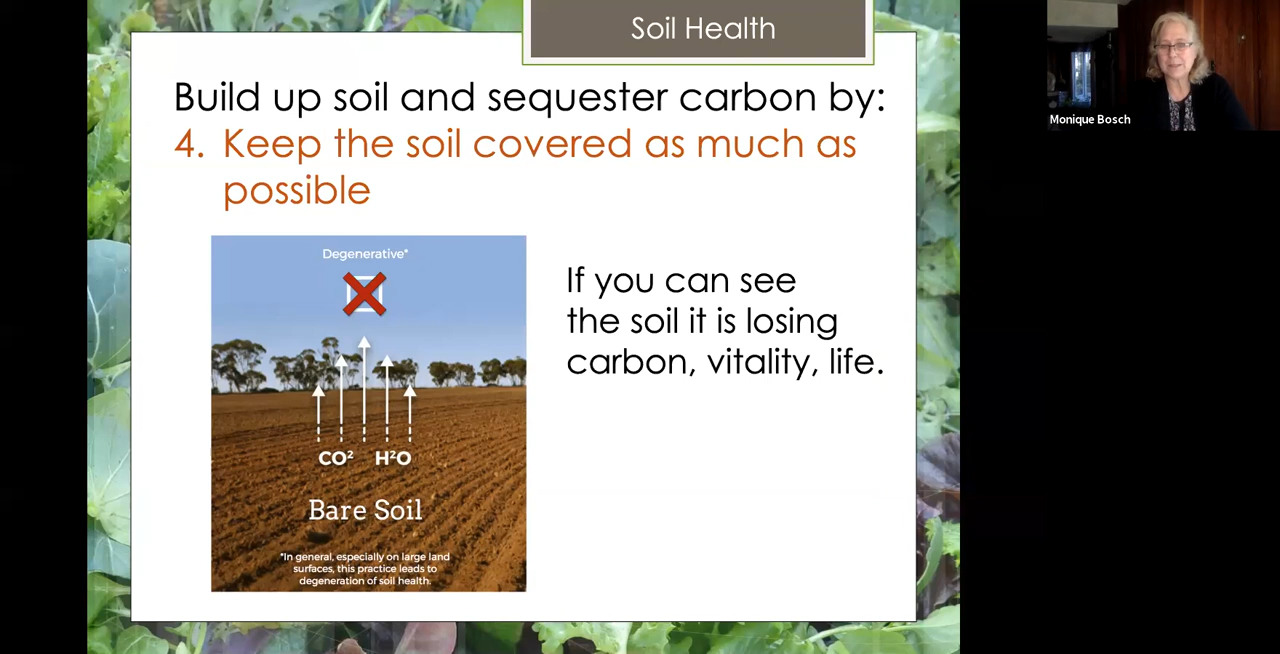 Soil Health
Build up soil and sequester carbon by:
4. Keep the soil covered as much as
possible
Degenerative*
CO² H²O
Bare Soil
*In general, especially on large land
surfaces, this practice leads to
degeneration of soil health.
If you can see
the soil it is losing
carbon, vitality, life.
Monique Bosch